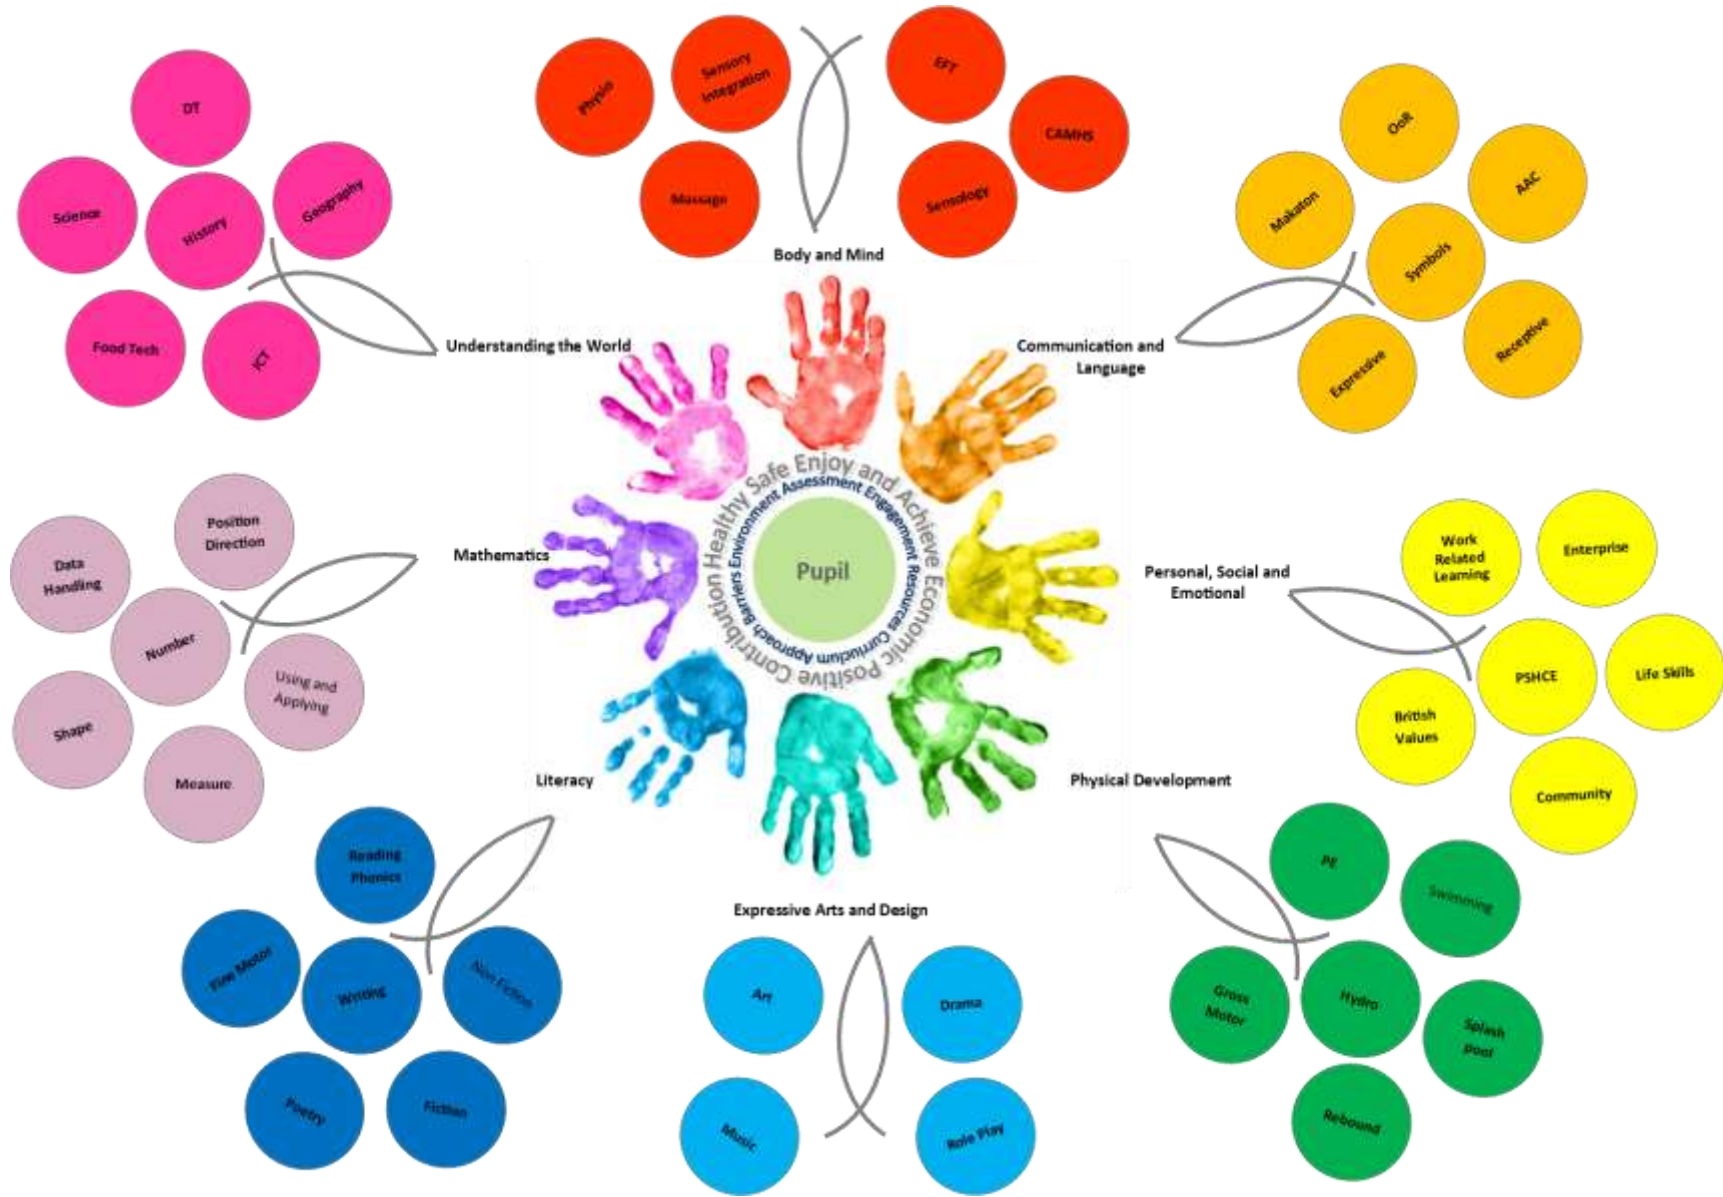 DT
Science
History
Geography
Food Tech
ICT
Understanding the World
Physio
Sensory
Integration
Massage
EFT
CAMHS
Sensology
Body and Mind
OoR
Makaton
AAC
Symbols
Expressive
Receptive
Communication and
Language
Position
Direction
Data
Handling
Number
Using and
Applying
Shape
Measure
Mathematics
Healthy Safe Enjoy and Achieve Economic Positive Contribution
Environment Assessment Engagement Resources Curriuclum Approach Barriers
Pupil
Work
Related
Learning
Enterprise
PSHCE
Life Skills
British
Values
Community
Personal, Social and
Emotional
Literacy
Reading
Phonics
Fine Motor
Writing
Non Fiction
Poetry
Fiction
Expressive Arts and Design
Art
Drama
Music
Role Play
Physical Development
PE
Swimming
Gross
Motor
Hydro
Splash
pool
Rebound